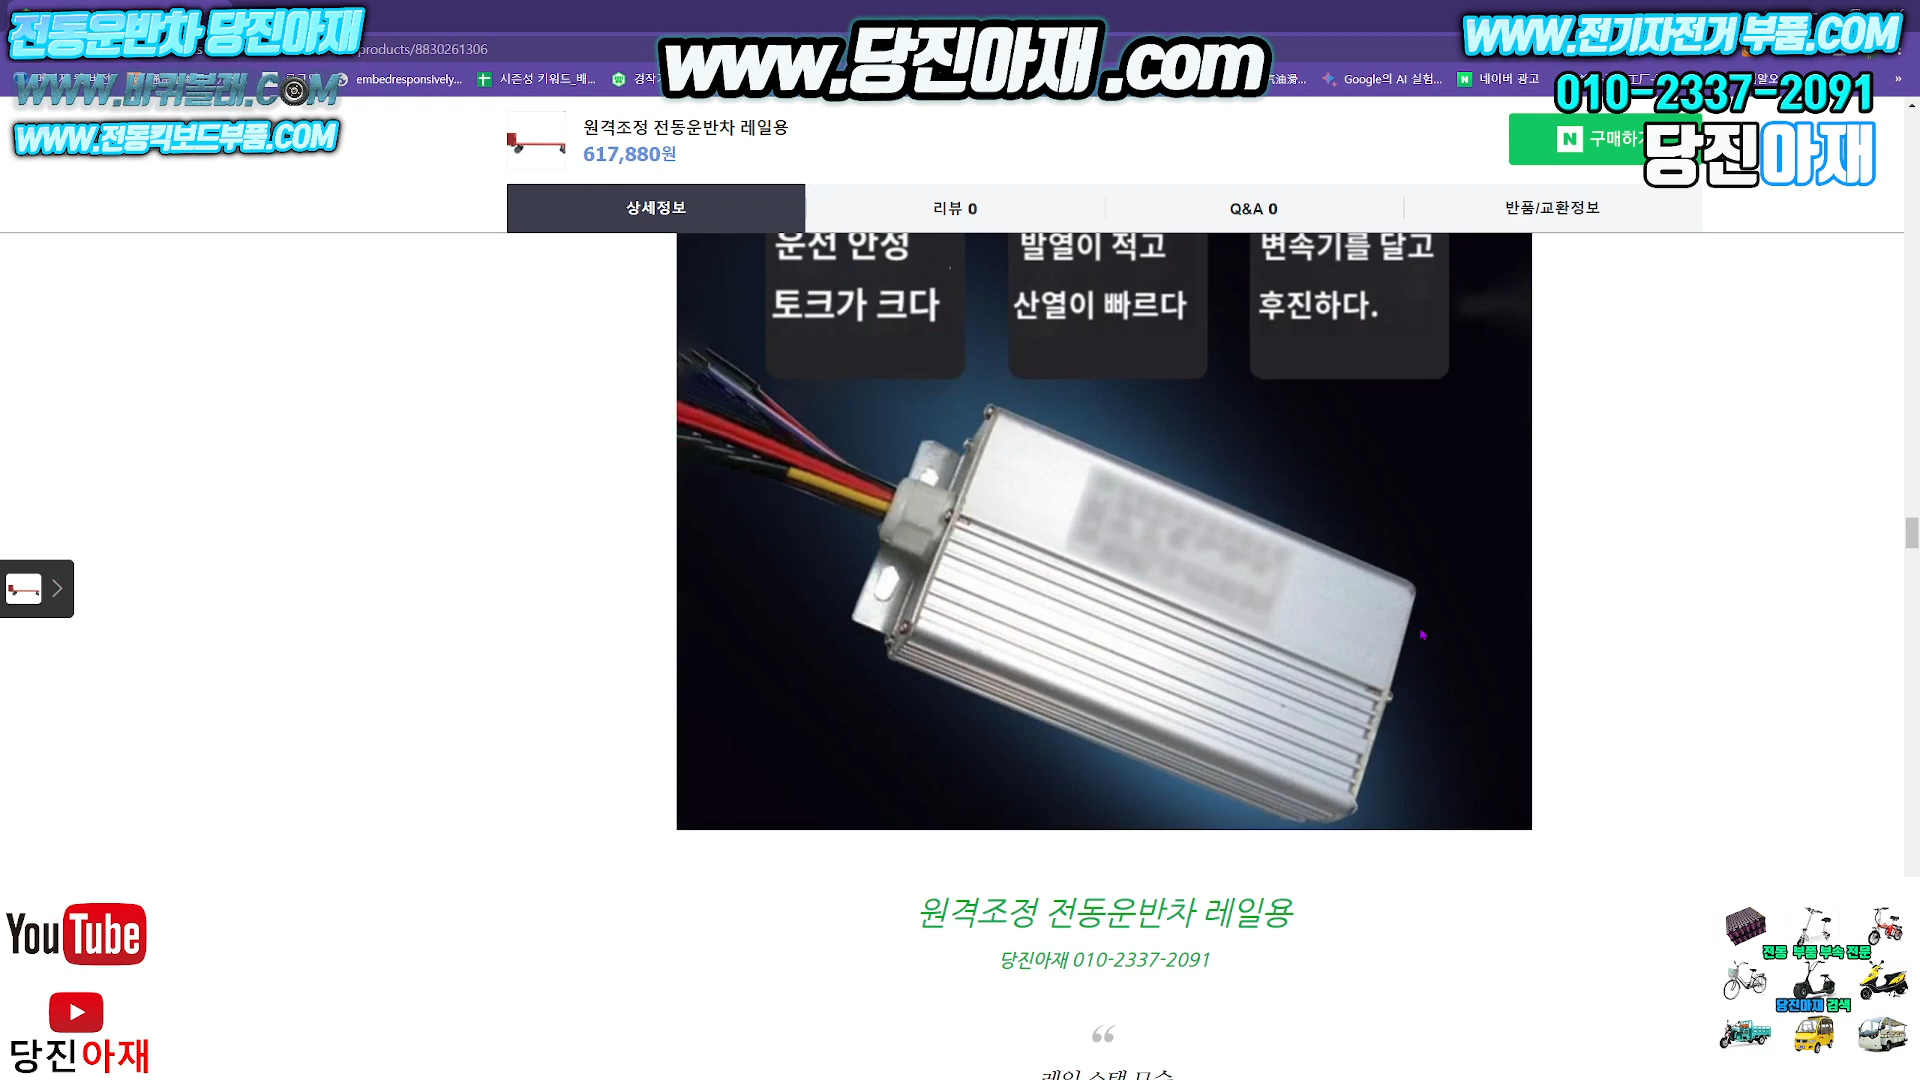 전동운반차 당진아재
products/8830261306
www.당진아재.com
www.전기자전거 부품.COM
WWW.바퀴볼래.COM
embedresponsively...
시즌성 키워드_배...
Google의 AI 실험...
네이버 광고
»
010-2337-2091
www.전동킥보드부품.COM
원격조정 전동운반차 레일용
617,880원
N 구매하기
당진아재
상세정보
리뷰 0
Q&A 0
반품/교환정보
운전 안정
토크가 크다
발열이 적고
산열이 빠르다
변속기를 달고
후진하다.
원격조정 전동운반차 레일용
당진아재 010-2337-2091
“
YouTube
당진아재
전동 부품 부속 전문
당진아재 검색